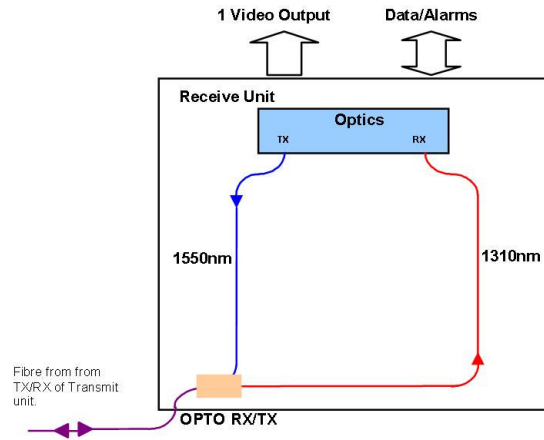 1 Video Output
Data/Alarms
Receive Unit
Optics
TX
RX
1550nm
1310nm
Fibre from from
TX/RX of Transmit
unit.
OPTO RX/TX